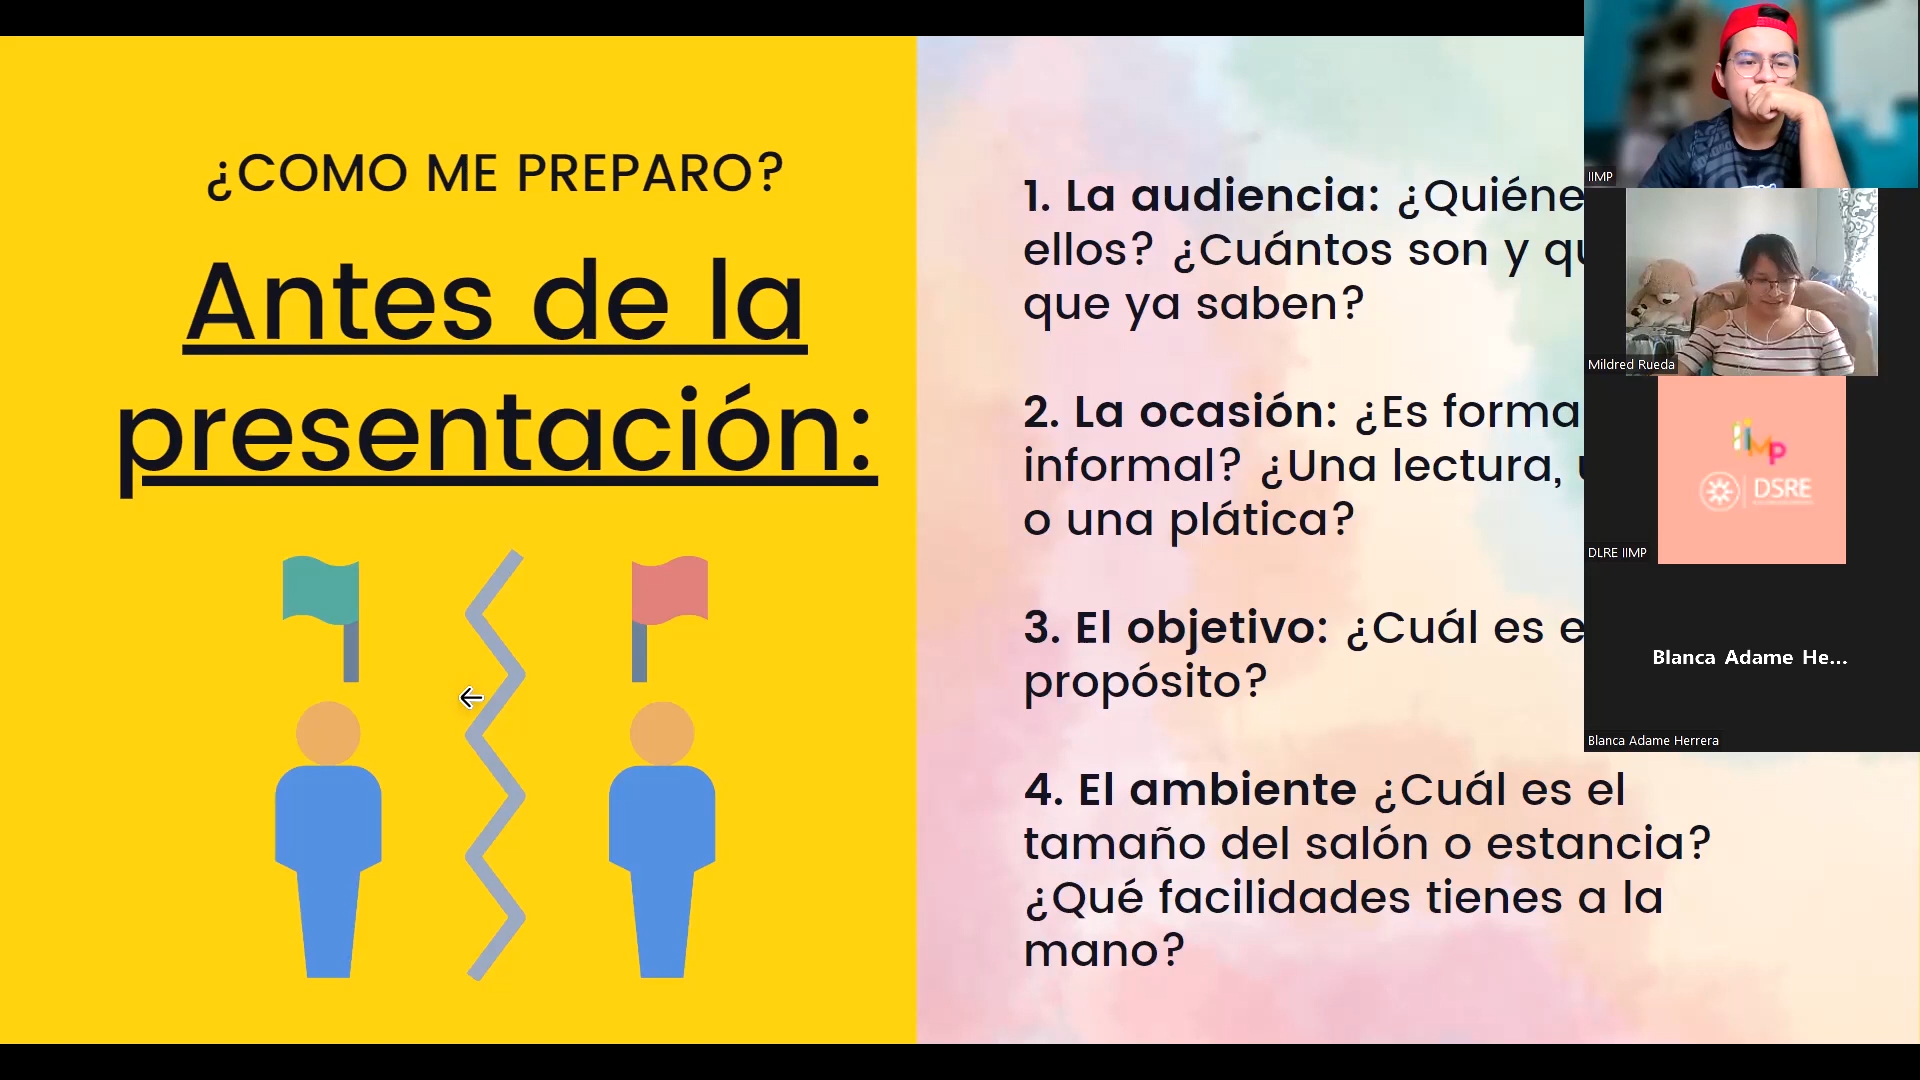 ¿COMO ME PREPARO?
Antes de la
presentación:
1. La audiencia: ¿Quiéne
ellos? ¿Cuántos son y qu
que ya saben?
2. La ocasión: ¿Es forma
informal? ¿Una lectura,
o una plática?
3. El objetivo: ¿Cuál es e
propósito?
4. El ambiente ¿Cuál es el
tamaño del salón o estancia?
¿Qué facilidades tienes a la
mano?
IIMP
Mildred Rueda
iiMp
DSRE
DLRE IIMP
Blanca Adame He...
Blanca Adame Herrera